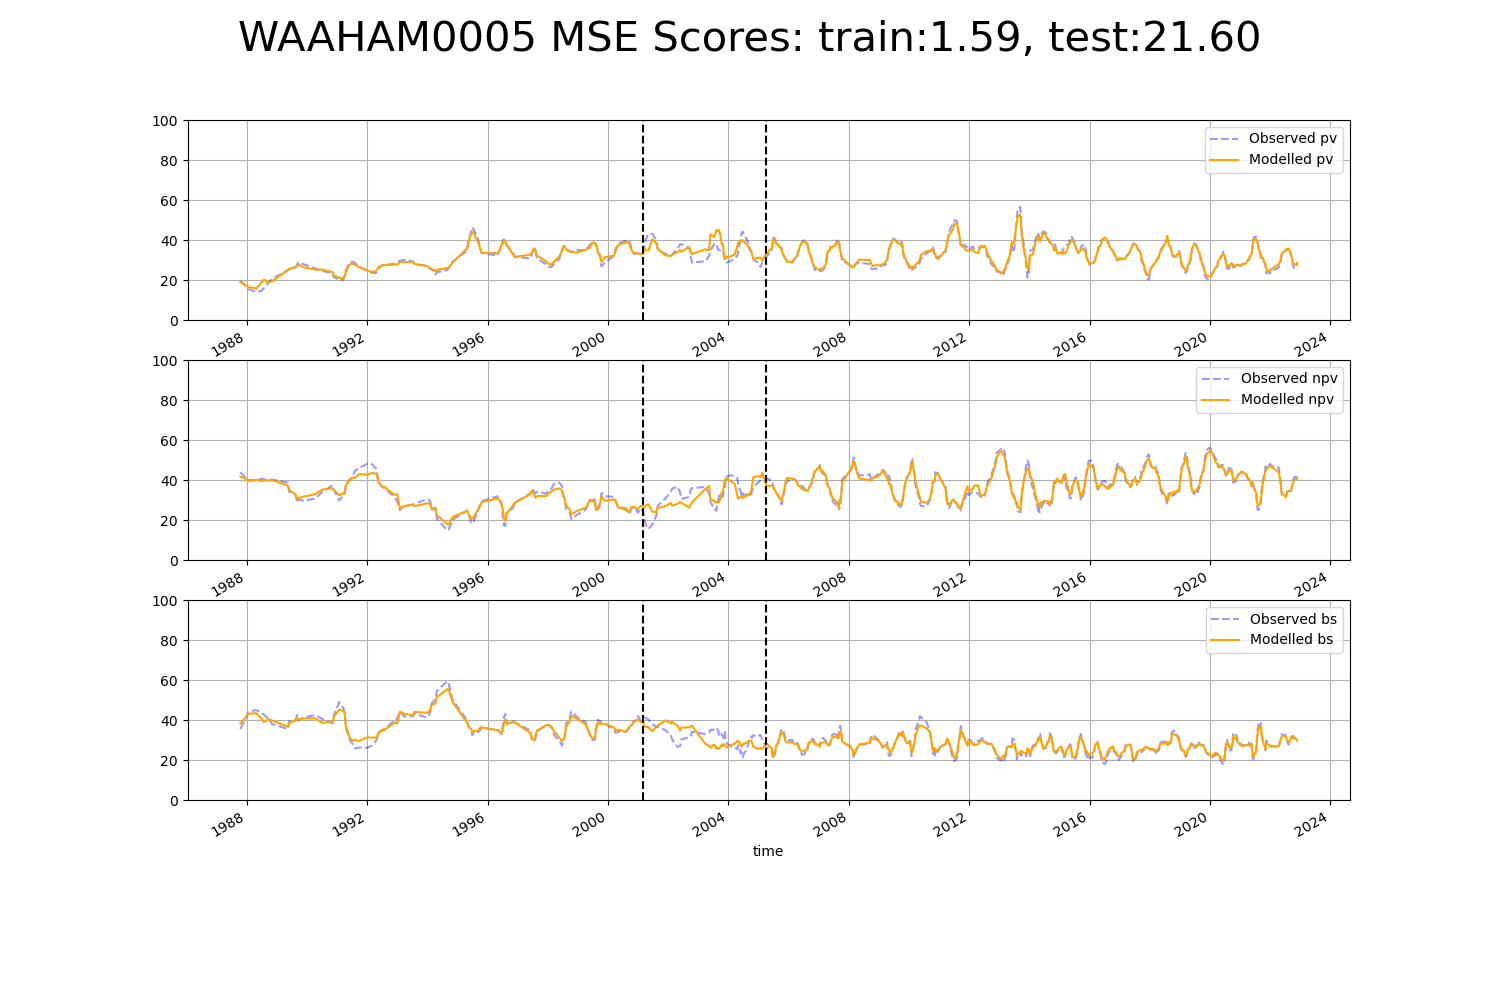 WAAHAM0005 MSE Scores: train:1.59, test:21.60
100
80
60
40
20
0
Observed pv
Modelled pv
1988 1992 1996 2000 2004 2008 2012 2016 2020 2024
100
80
60
40
20
0
Observed npv
Modelled npv
1988 1992 1996 2000 2004 2008 2012 2016 2020 2024
100
80
60
40
20
0
Observed bs
Modelled bs
1988 1992 1996 2000 2004 2008 2012 2016 2020 2024
time